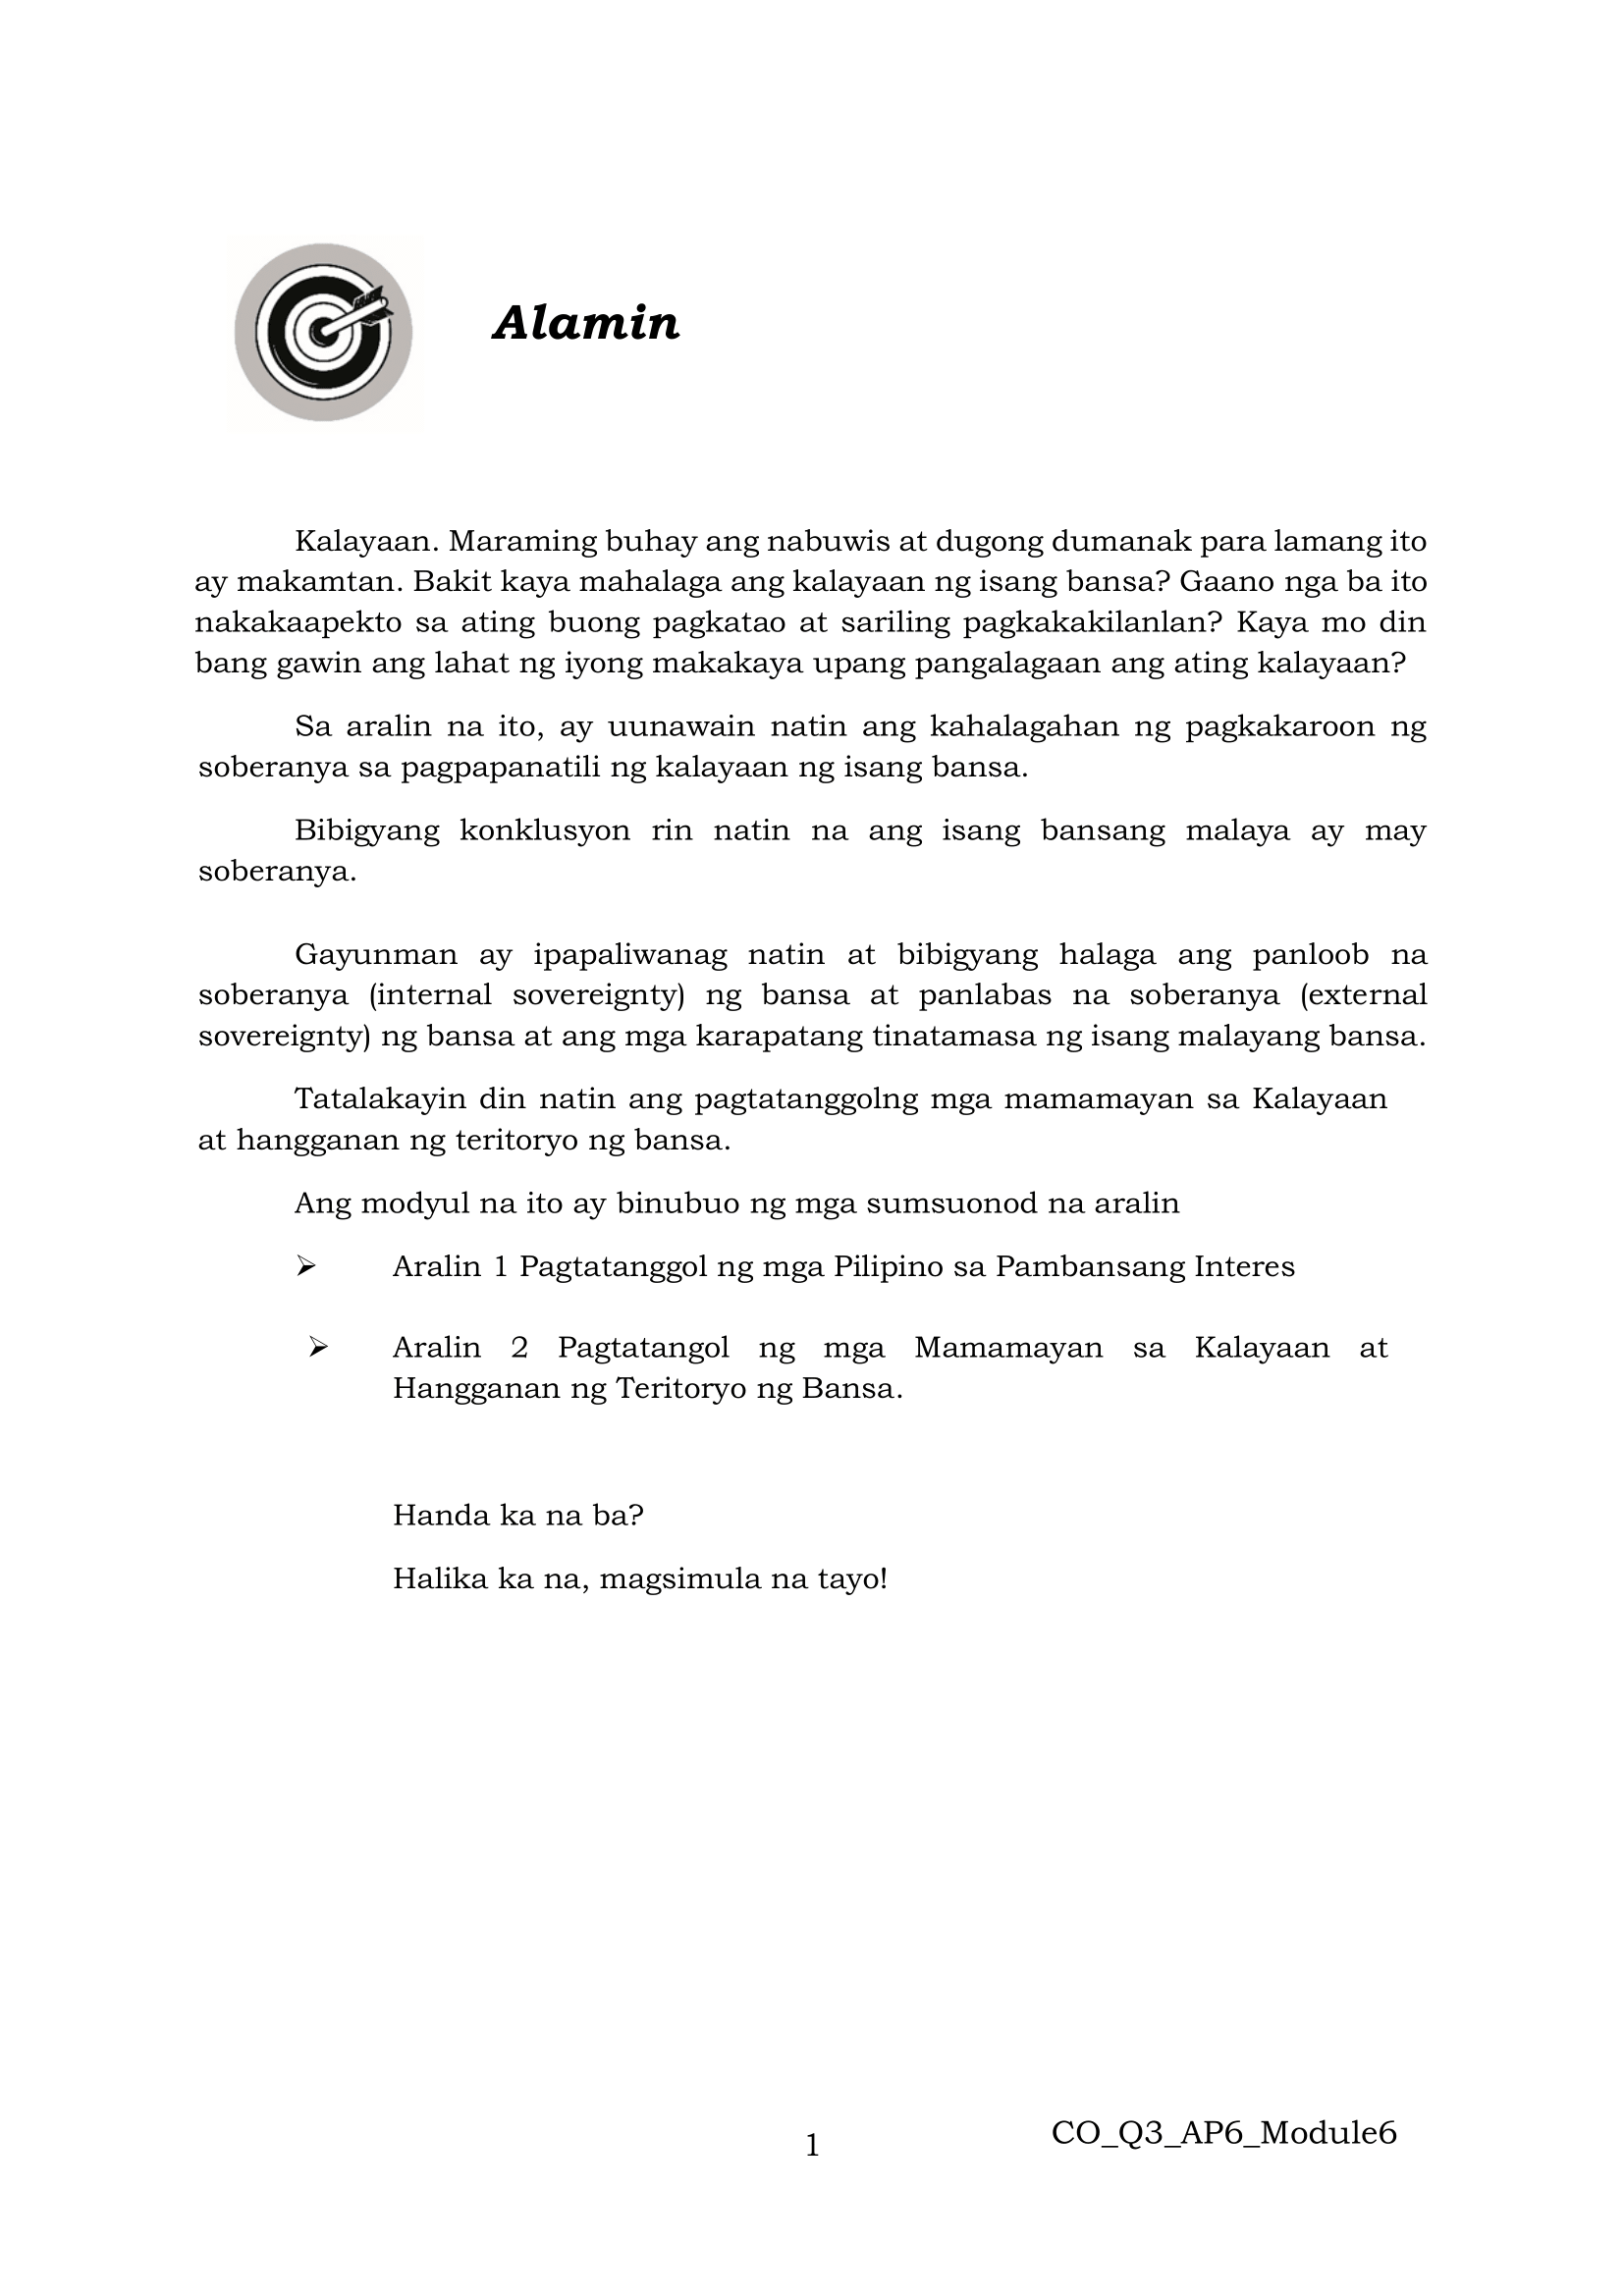 Alamin
Kalayaan. Maraming buhay ang nabuwis at dugong dumanak para lamang ito
ay makamtan. Bakit kaya mahalaga ang kalayaan ng isang bansa? Gaano nga ba ito
nakakaapekto sa ating buong pagkatao at sariling pagkakakilanlan? Kaya mo din
bang gawin ang lahat ng iyong makakaya upang pangalagaan ang ating kalayaan?
Sa aralin na ito, ay uunawain natin ang kahalagahan ng pagkakaroon ng
soberanya sa pagpapanatili ng kalayaan ng isang bansa.
Bibigyang konklusyon rin natin na ang isang bansang malaya ay may
soberanya.
Gayunman ay ipapaliwanag natin at bibigyang halaga ang panloob na
soberanya (internal sovereignty) ng bansa at panlabas na soberanya (external
sovereignty) ng bansa at ang mga karapatang tinatamasa ng isang malayang bansa.
Tatalakayin din natin ang pagtatanggolng mga mamamayan sa Kalayaan
at hangganan ng teritoryo ng bansa.
Ang modyul na ito ay binubuo ng mga sumsuonod na aralin
➢ Aralin 1 Pagtatanggol ng mga Pilipino sa Pambansang Interes
➢ Aralin 2 Pagtatangol ng mga Mamamayan sa Kalayaan at
Hangganan ng Teritoryo ng Bansa.
Handa ka na ba?
Halika ka na, magsimula na tayo!
1
CO_Q3_AP6_Module6